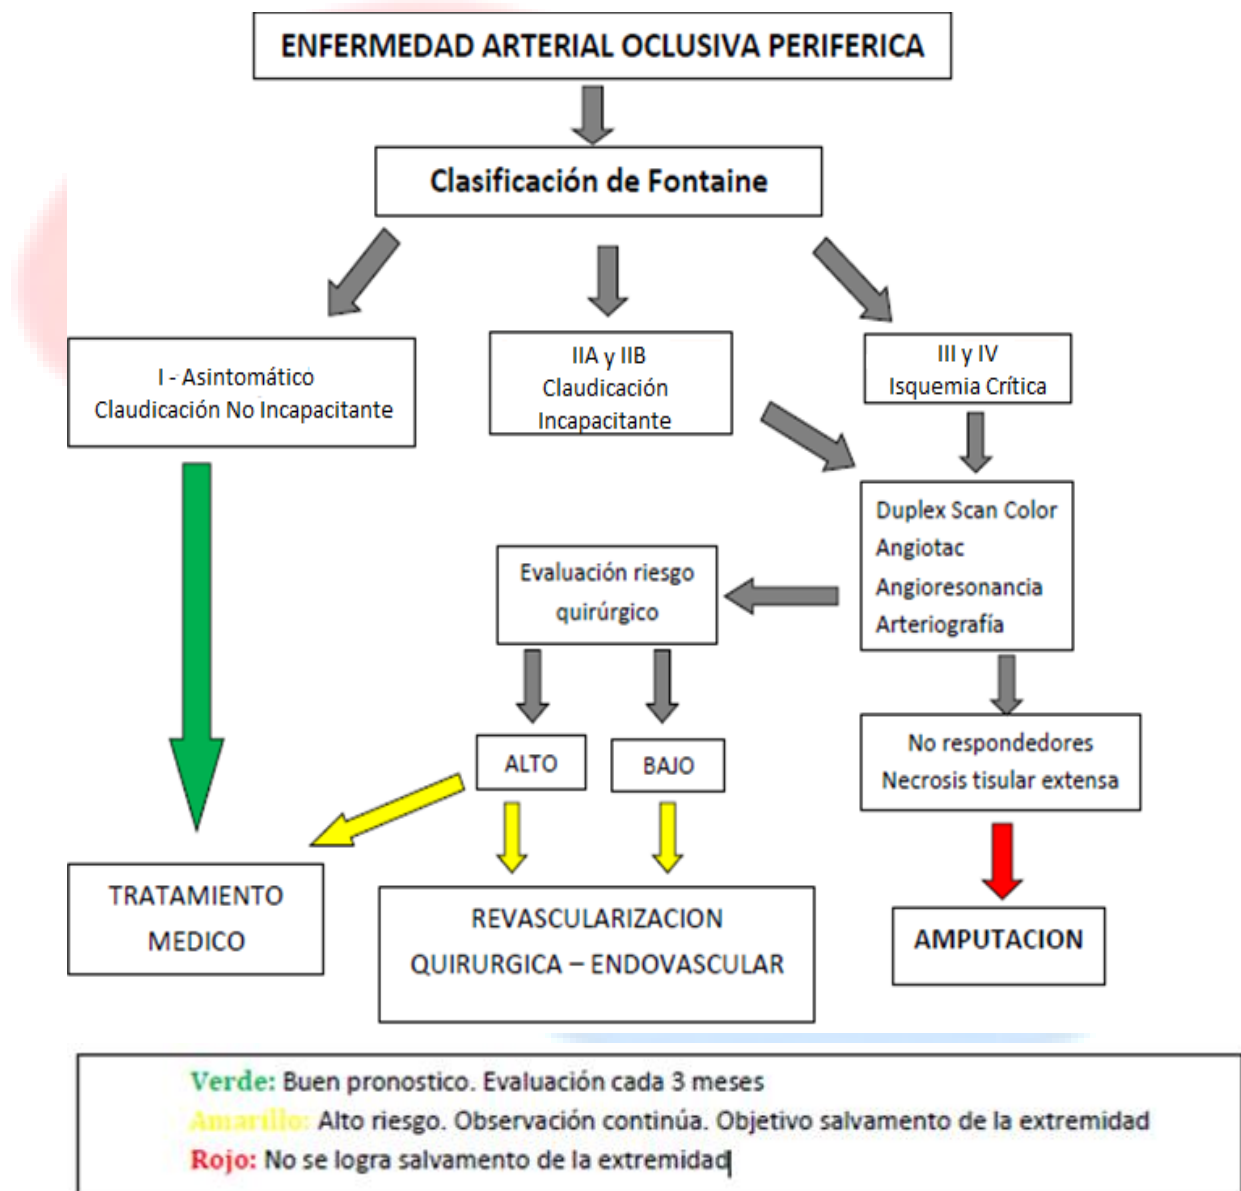 ENFERMEDAD ARTERIAL OCLUSIVA PERIFERICA
Clasificación de Fontaine
I - Asintomático
Claudicación No Incapacitante
IIA y IIB
Claudicación
Incapacitante
III y IV
Isquemia Crítica
Duplex Scan Color
Angiotac
Angioresonancia
Arteriografía
Evaluación riesgo
quirúrgico
ALTO
BAJO
No respondedores
Necrosis tisular extensa
TRATAMIENTO
MEDICO
REVASCULARIZACION
QUIRURGICA – ENDOVASCULAR
AMPUTACION
Verde: Buen pronostico. Evaluación cada 3 meses
Amarillo: Alto riesgo. Observación continúa. Objetivo salvamento de la extremidad
Rojo: No se logra salvamento de la extremidad